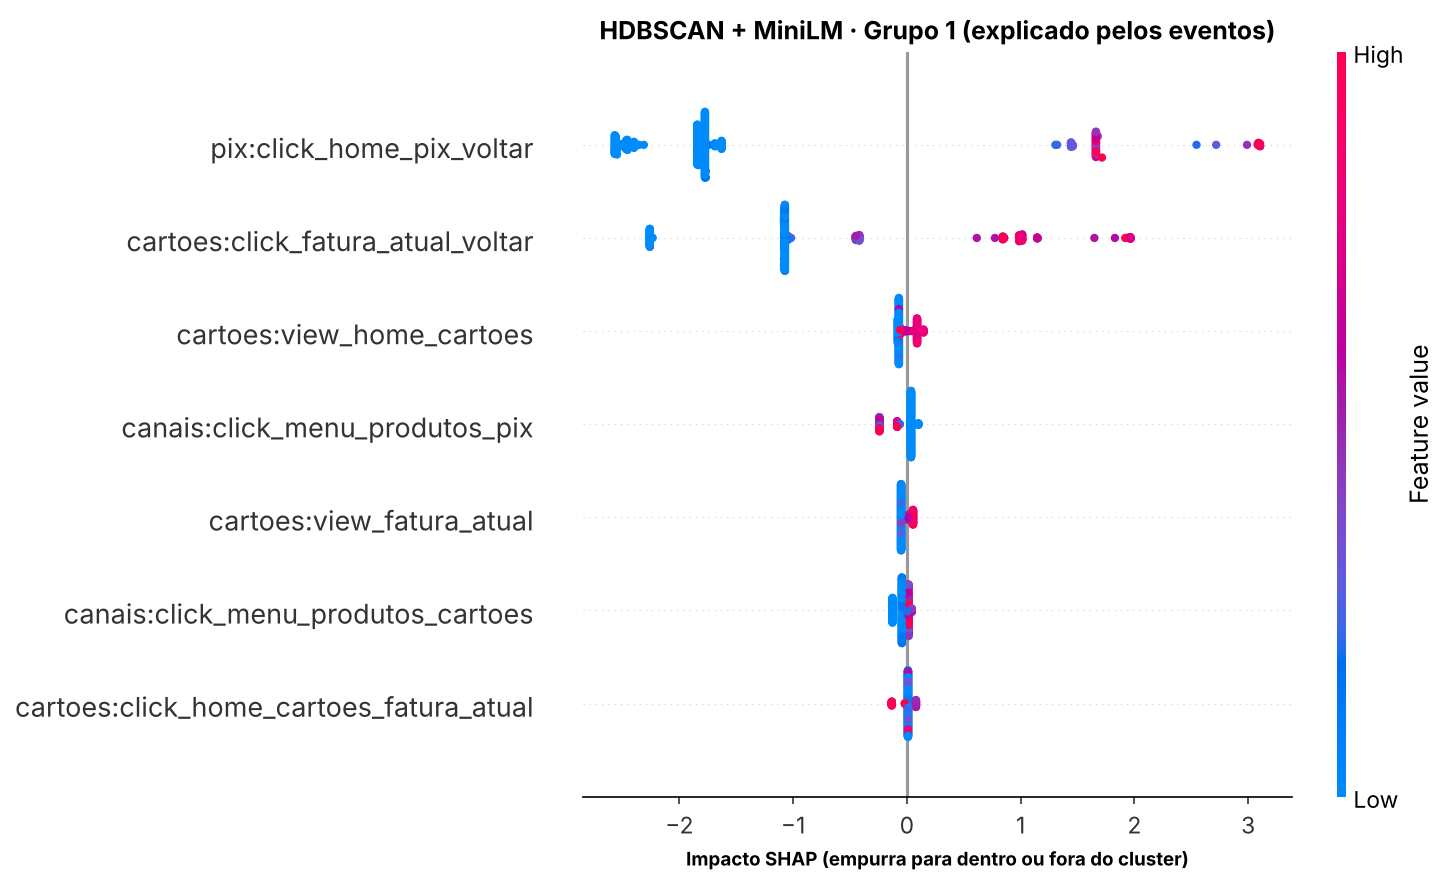 HDBSCAN + MiniLM · Grupo 1 (explicado pelos eventos)
High
pix:click_home_pix_voltar
cartoes:click_fatura_atual_voltar
cartoes:view_home_cartoes
canais:click_menu_produtos_pix
cartoes:view_fatura_atual
canais:click_menu_produtos_cartoes
cartoes:click_home_cartoes_fatura_atual
Feature value
Low
−2 −1 0 1 2 3
Impacto SHAP (empurra para dentro ou fora do cluster)